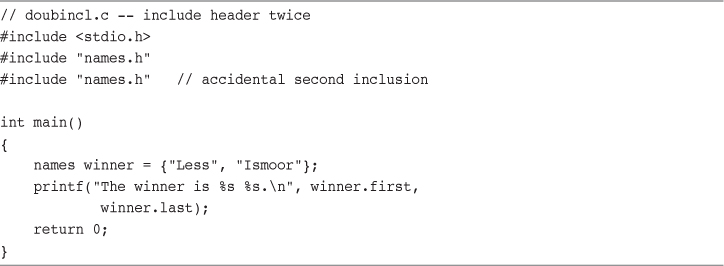 // doubincl.c -- include header twice
#include <stdio.h>
#include "names.h"
#include "names.h"   // accidental second inclusion

int main()
{
    names winner = {"Less", "Ismoor"};
    printf("The winner is %s %s.\n", winner.first,
            winner.last);
    return 0;
}